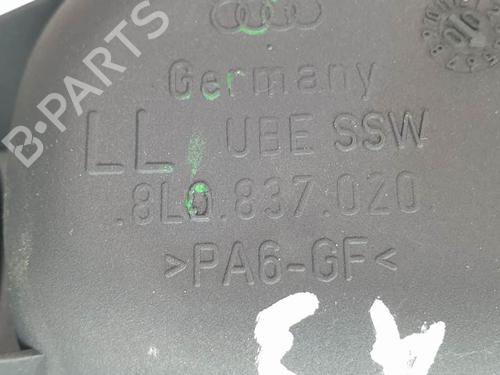 B-PARTS
Germany
LL UBE SSW
.8L0.837.020
>PA6-GF<